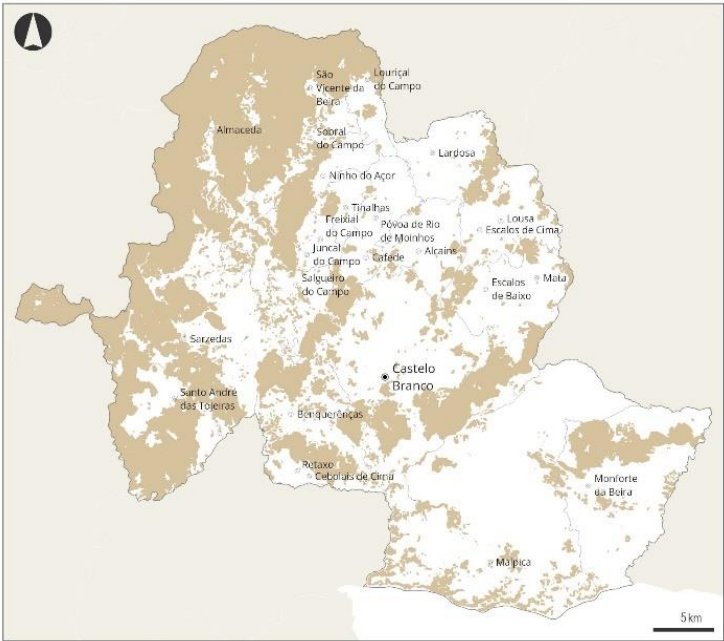 São
Vicente da
Beira
Louriçal
do Campo
Almaceda
Sobral
do Campo
Lardosa
Ninho do Açor
Tinalhas
Freixial
do Campo
Póvoa de Rio
de Moinhos
Lousa
Escalos de Cima
Juncal
do Campo
Cafede
Alcains
Salgueiro
do Campo
Escalos
de Baixo
Mata
Sarzedas
Castelo
Branco
Santo André
das Tojeiras
Benquerenças
Retaxo
Cebolais de Cima
Monforte
da Beira
Malpica
5 km